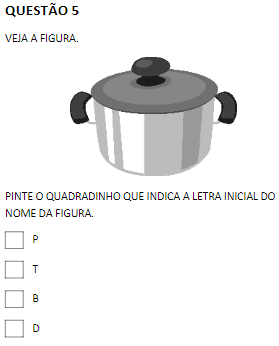 QUESTÃO 5
VEJA A FIGURA.
PINTE O QUADRADINHO QUE INDICA A LETRA INICIAL DO
NOME DA FIGURA.
P
T
B
D